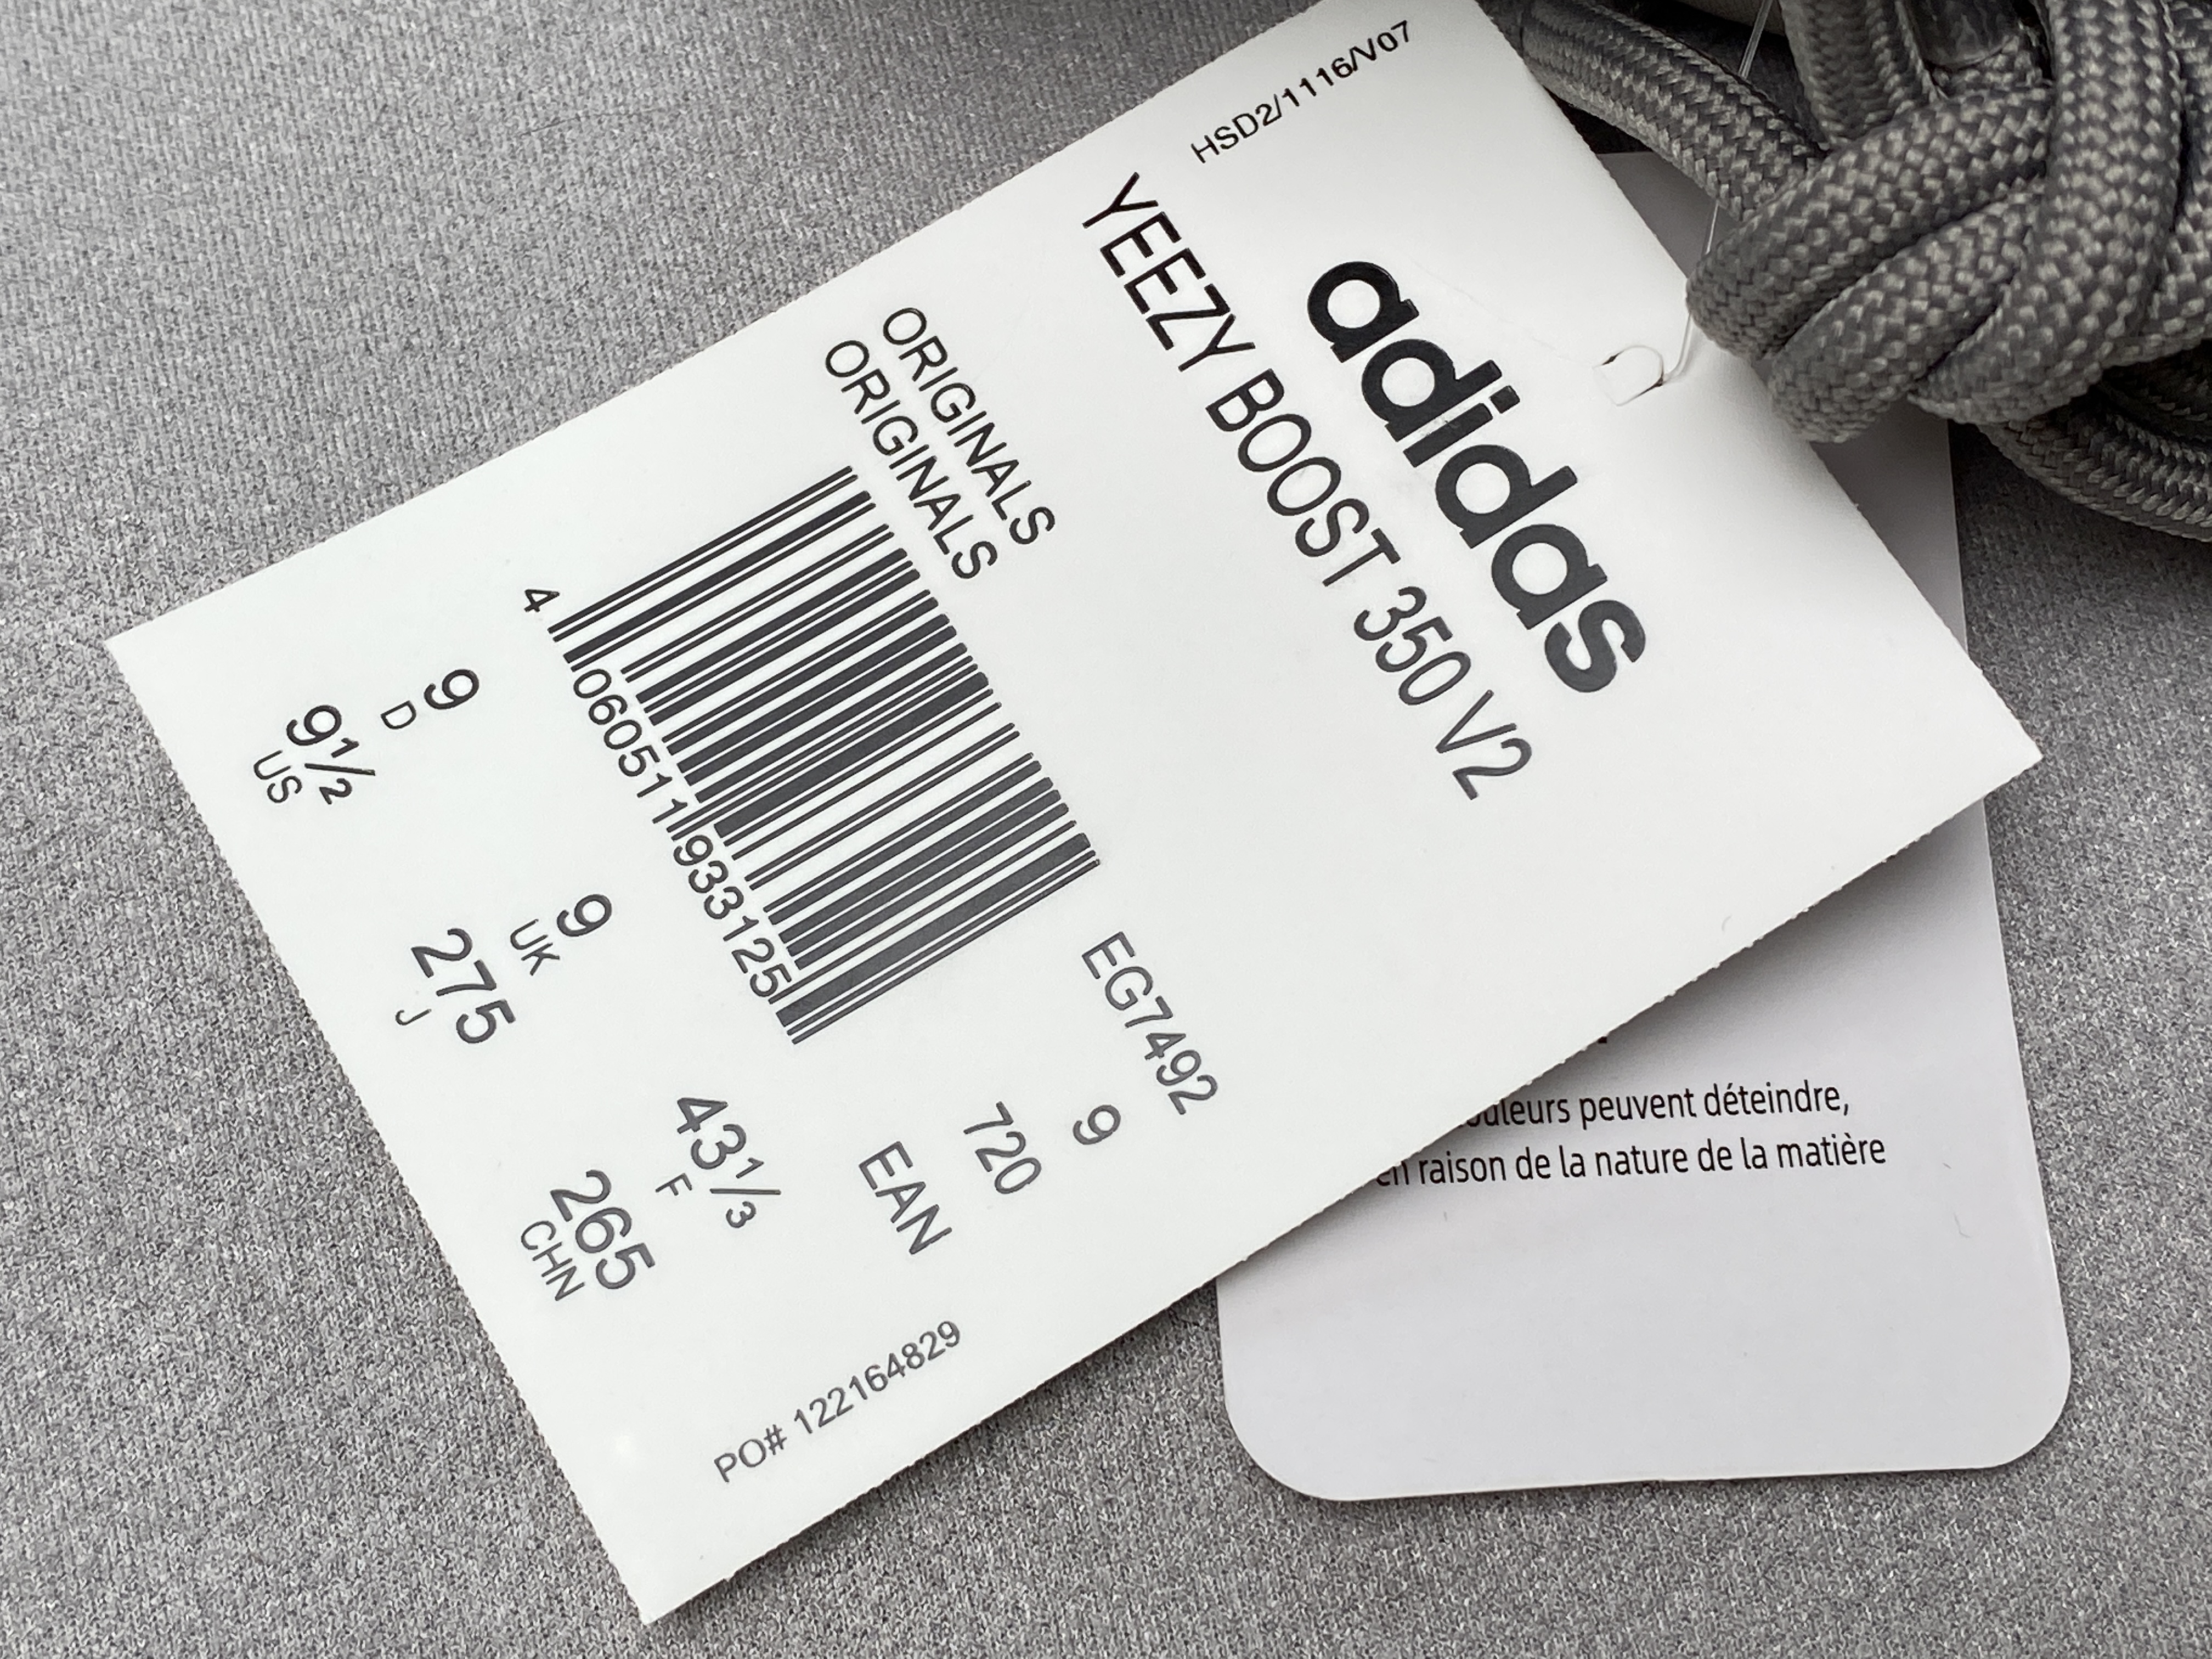 HSD2/1116/V07
adidas
YEEZY BOOST 350 V2
ORIGINALS
ORIGINALS
EG7492
9
720
EAN
4 060511 933125
9
D
9
UK
43⅓
F
9½
US
275
J
265
CHN
PO# 122164829
uleurs peuvent déteindre,
en raison de la nature de la matière